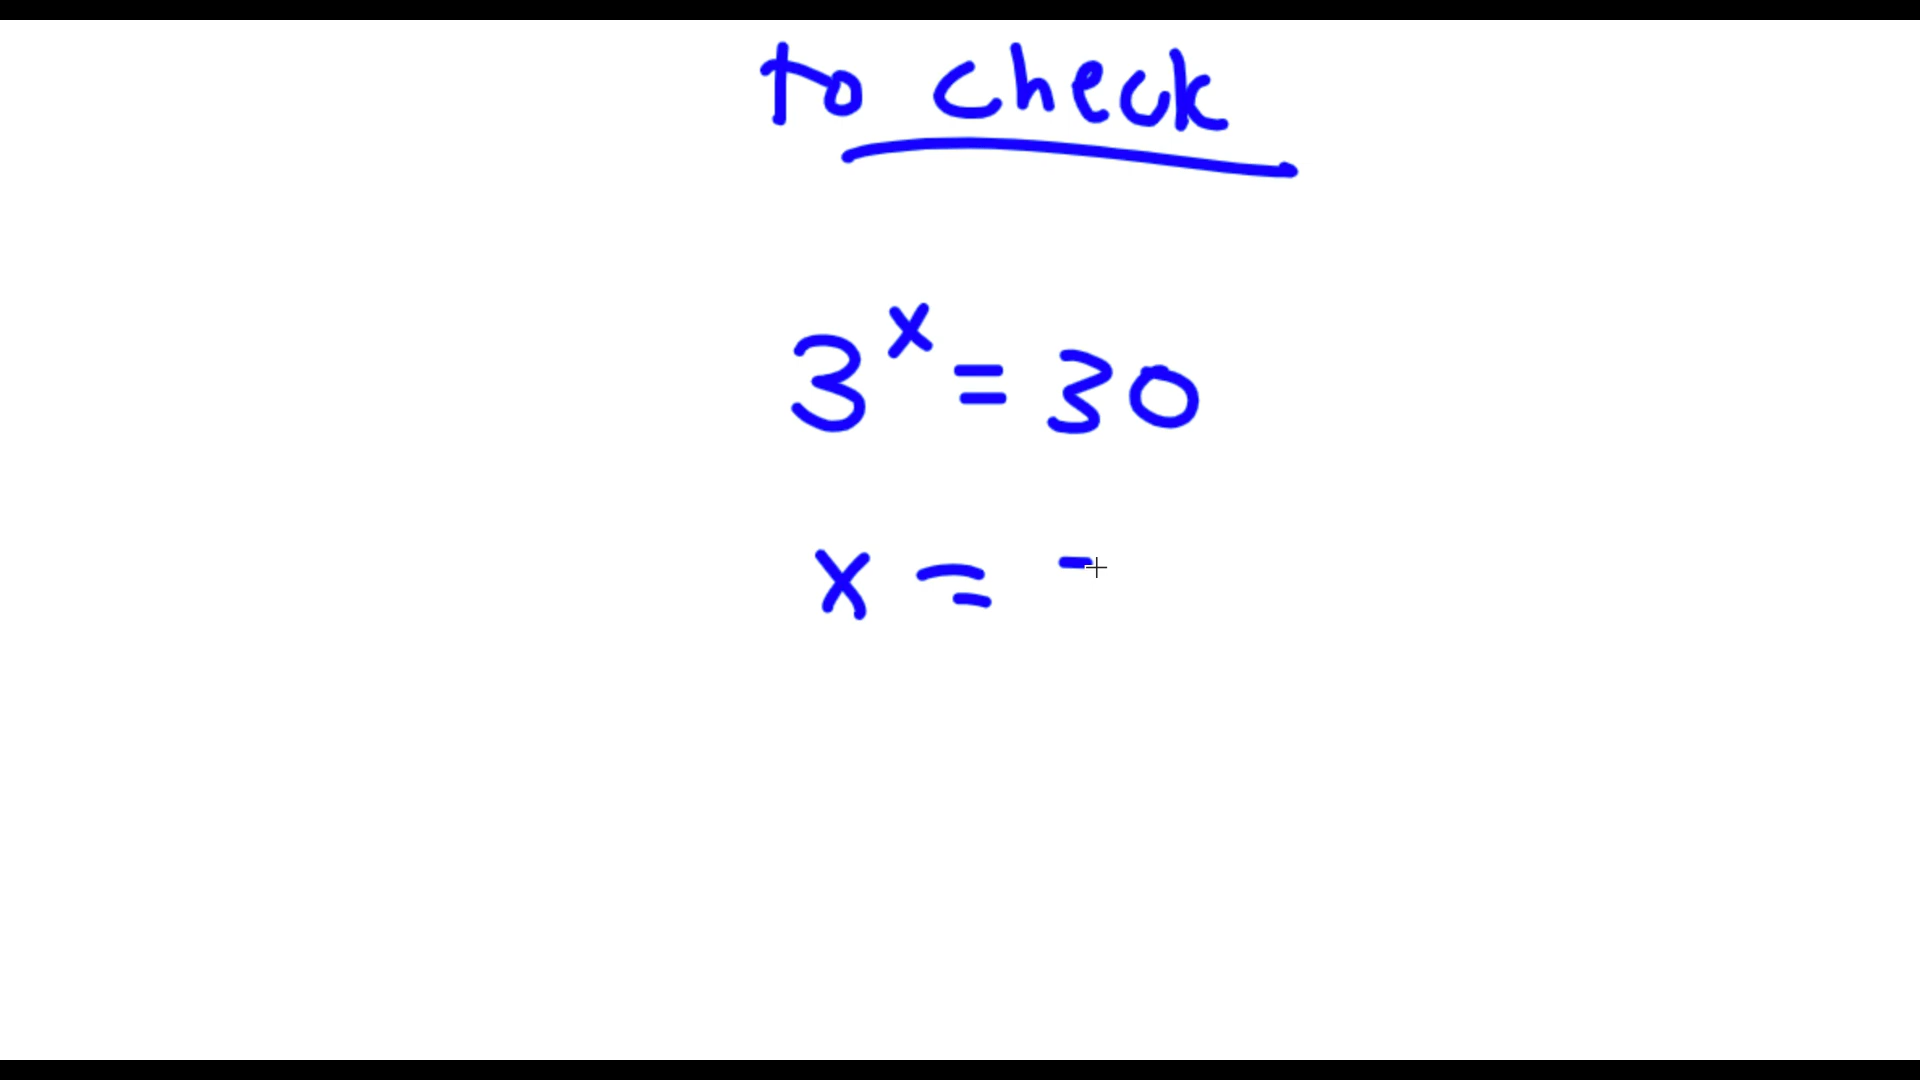 to check
3^x = 30
x = -